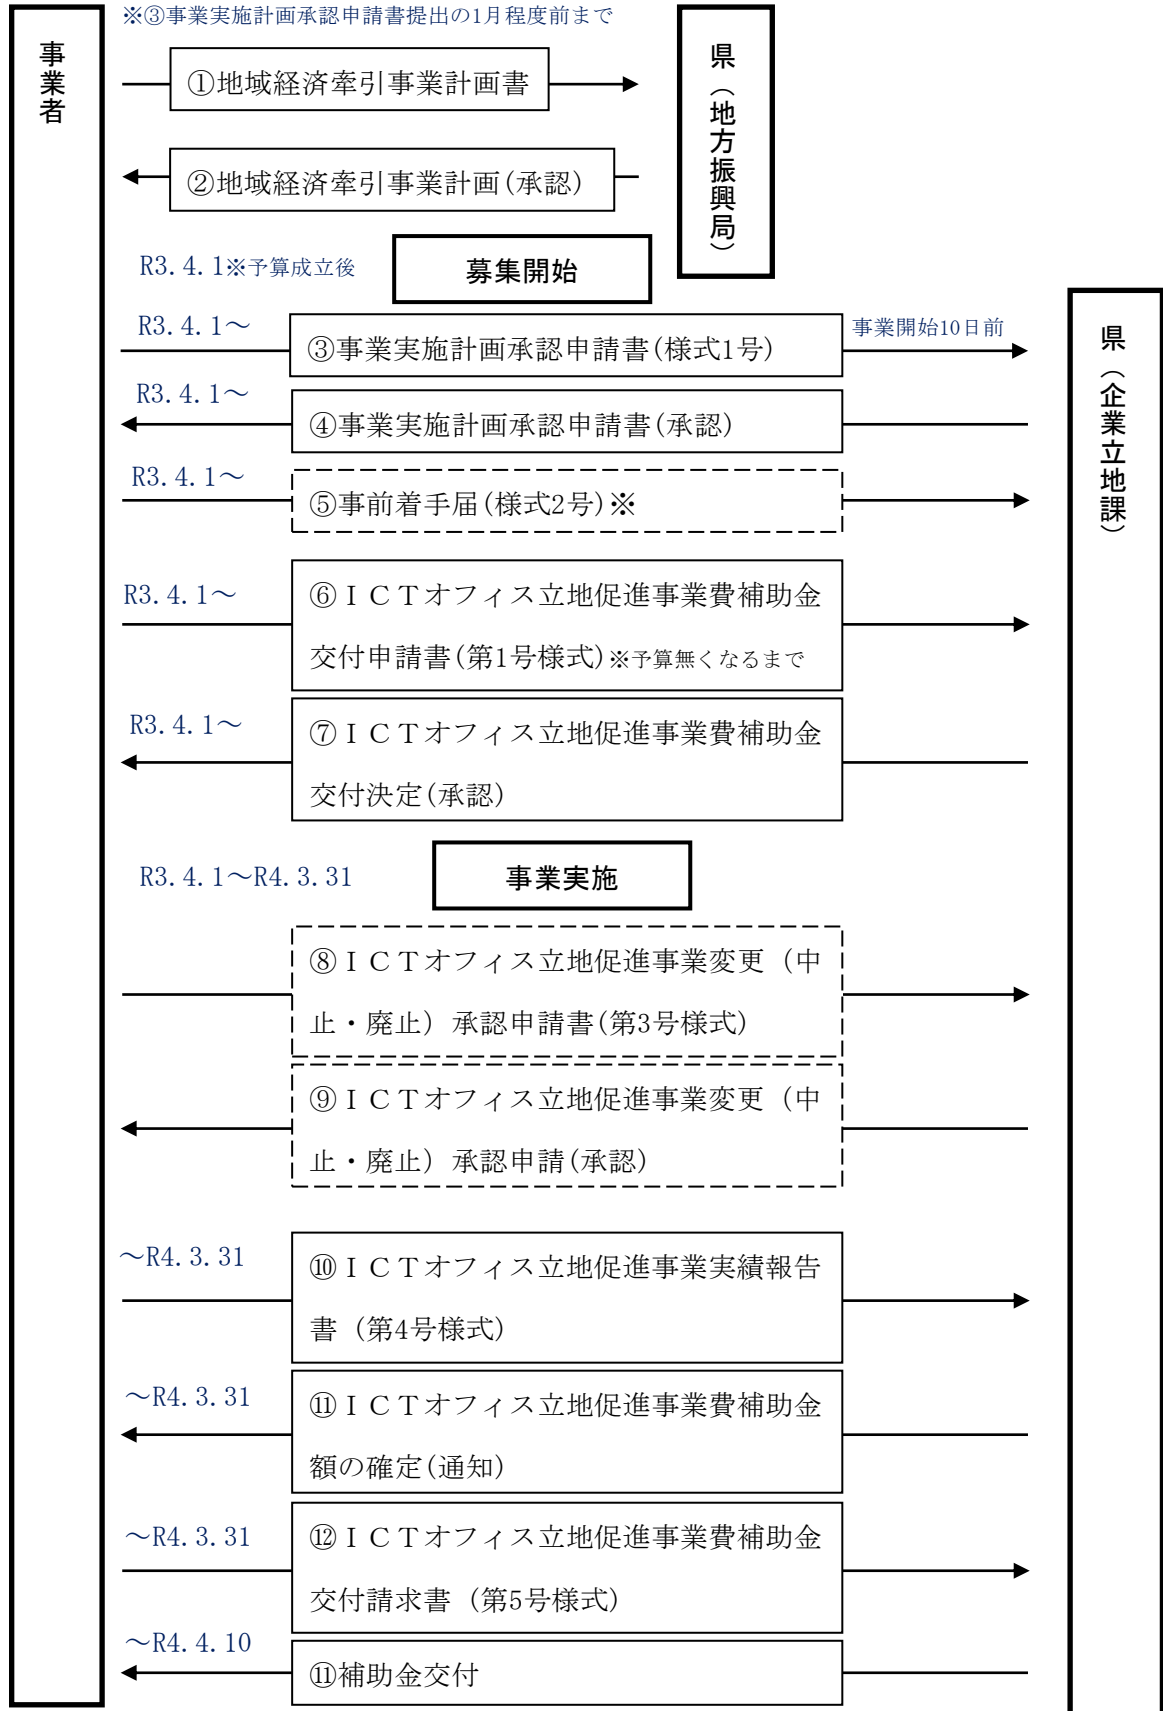 ※③事業実施計画承認申請書提出の1月程度前まで
事業者
県（地方振興局）
①地域経済牽引事業計画書
②地域経済牽引事業計画(承認)
R3.4.1※予算成立後
募集開始
県（企業立地課）
R3.4.1～
③事業実施計画承認申請書(様式1号)
事業開始10日前
R3.4.1～
④事業実施計画承認申請書(承認)
R3.4.1～
⑤事前着手届(様式2号)※
R3.4.1～
⑥ＩＣＴオフィス立地促進事業費補助金
交付申請書(第1号様式)※予算無くなるまで
R3.4.1～
⑦ＩＣＴオフィス立地促進事業費補助金
交付決定(承認)
R3.4.1～R4.3.31
事業実施
⑧ＩＣＴオフィス立地促進事業変更（中
止・廃止）承認申請書(第3号様式)
⑨ＩＣＴオフィス立地促進事業変更（中
止・廃止）承認申請(承認)
～R4.3.31
⑩ＩＣＴオフィス立地促進事業実績報告
書（第4号様式)
～R4.3.31
⑪ＩＣＴオフィス立地促進事業費補助金
額の確定(通知)
～R4.3.31
⑫ＩＣＴオフィス立地促進事業費補助金
交付請求書（第5号様式)
～R4.4.10
⑪補助金交付